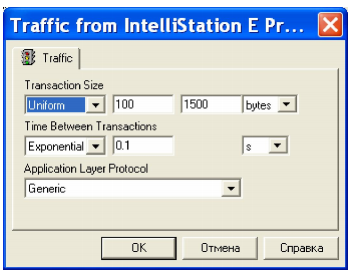 Traffic from IntelliStation E Pr...
Traffic
Transaction Size
Uniform 100 1500 bytes
Time Between Transactions
Exponential 0.1 s
Application Layer Protocol
Generic
OK Отмена Справка